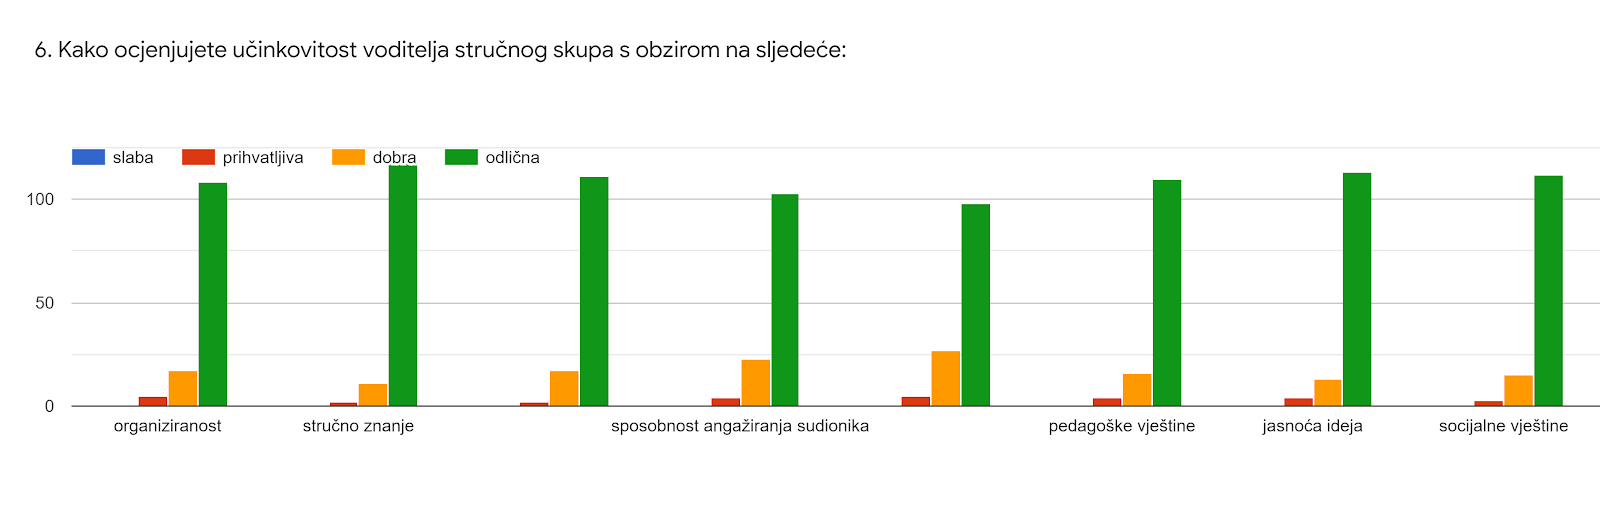 6. Kako ocjenjujete učinkovitost voditelja stručnog skupa s obzirom na sljedeće:
slaba prihvatljiva dobra odlična
100
50
0
organiziranost stručno znanje sposobnost angažiranja sudionika pedagoške vještine jasnoća ideja socijalne vještine